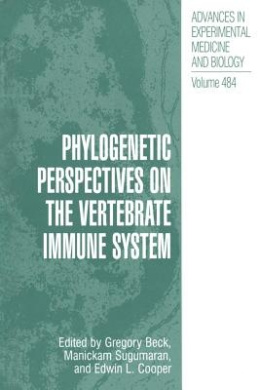 ADVANCES IN
EXPERIMENTAL
MEDICINE
AND BIOLOGY
Volume 484
PHYLOGENETIC
PERSPECTIVES ON
THE VERTEBRATE
IMMUNE SYSTEM
Edited by Gregory Beck,
Manickam Sugumaran,
and Edwin L. Cooper